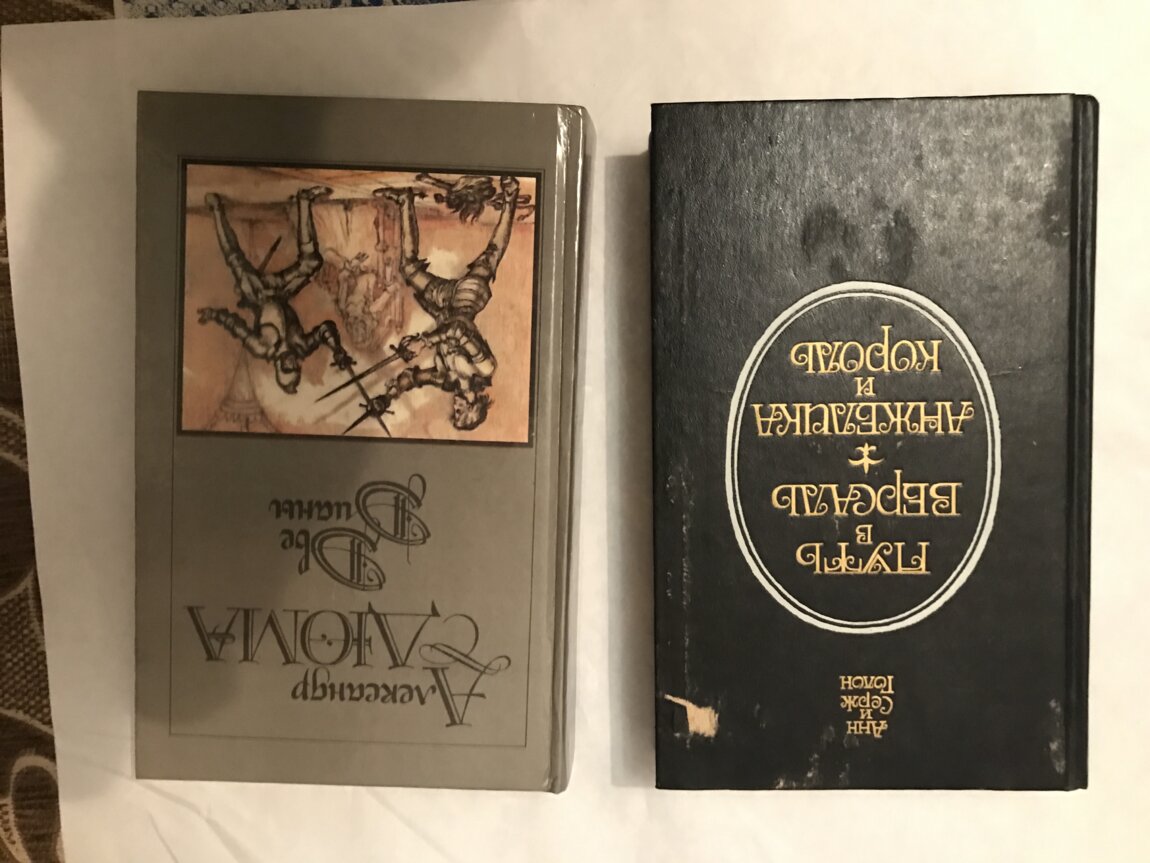 Александр
ДЮМА
Две
Дианы
Анн
и
Серж
Голон
ПУТЬ
В
ВЕРСАЛЬ
АНЖЕЛИКА
И
КОРОЛЬ